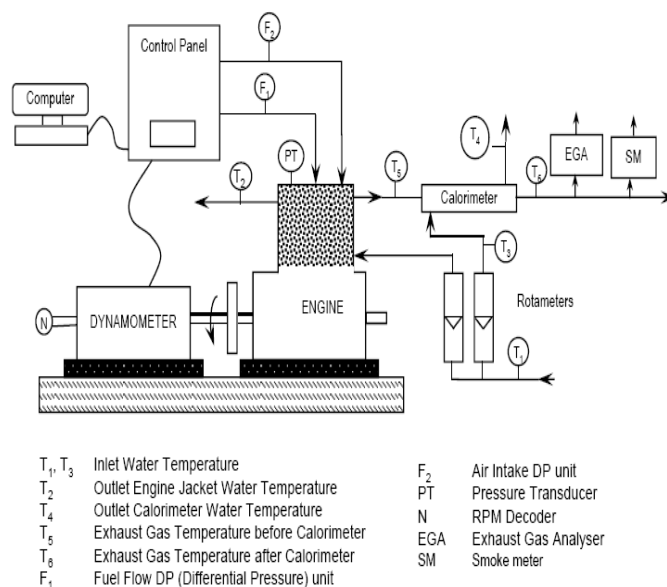 F2
Control Panel
Computer
F1
PT
T2
T5
T4
T6
EGA
SM
Calorimeter
T3
ENGINE
Rotameters
N
DYNAMOMETER
T1
T1, T3 Inlet Water Temperature
T2 Outlet Engine Jacket Water Temperature
T4 Outlet Calorimeter Water Temperature
T5 Exhaust Gas Temperature before Calorimeter
T6 Exhaust Gas Temperature after Calorimeter
F1 Fuel Flow DP (Differential Pressure) unit
F2 Air Intake DP unit
PT Pressure Transducer
N RPM Decoder
EGA Exhaust Gas Analyser
SM Smoke meter